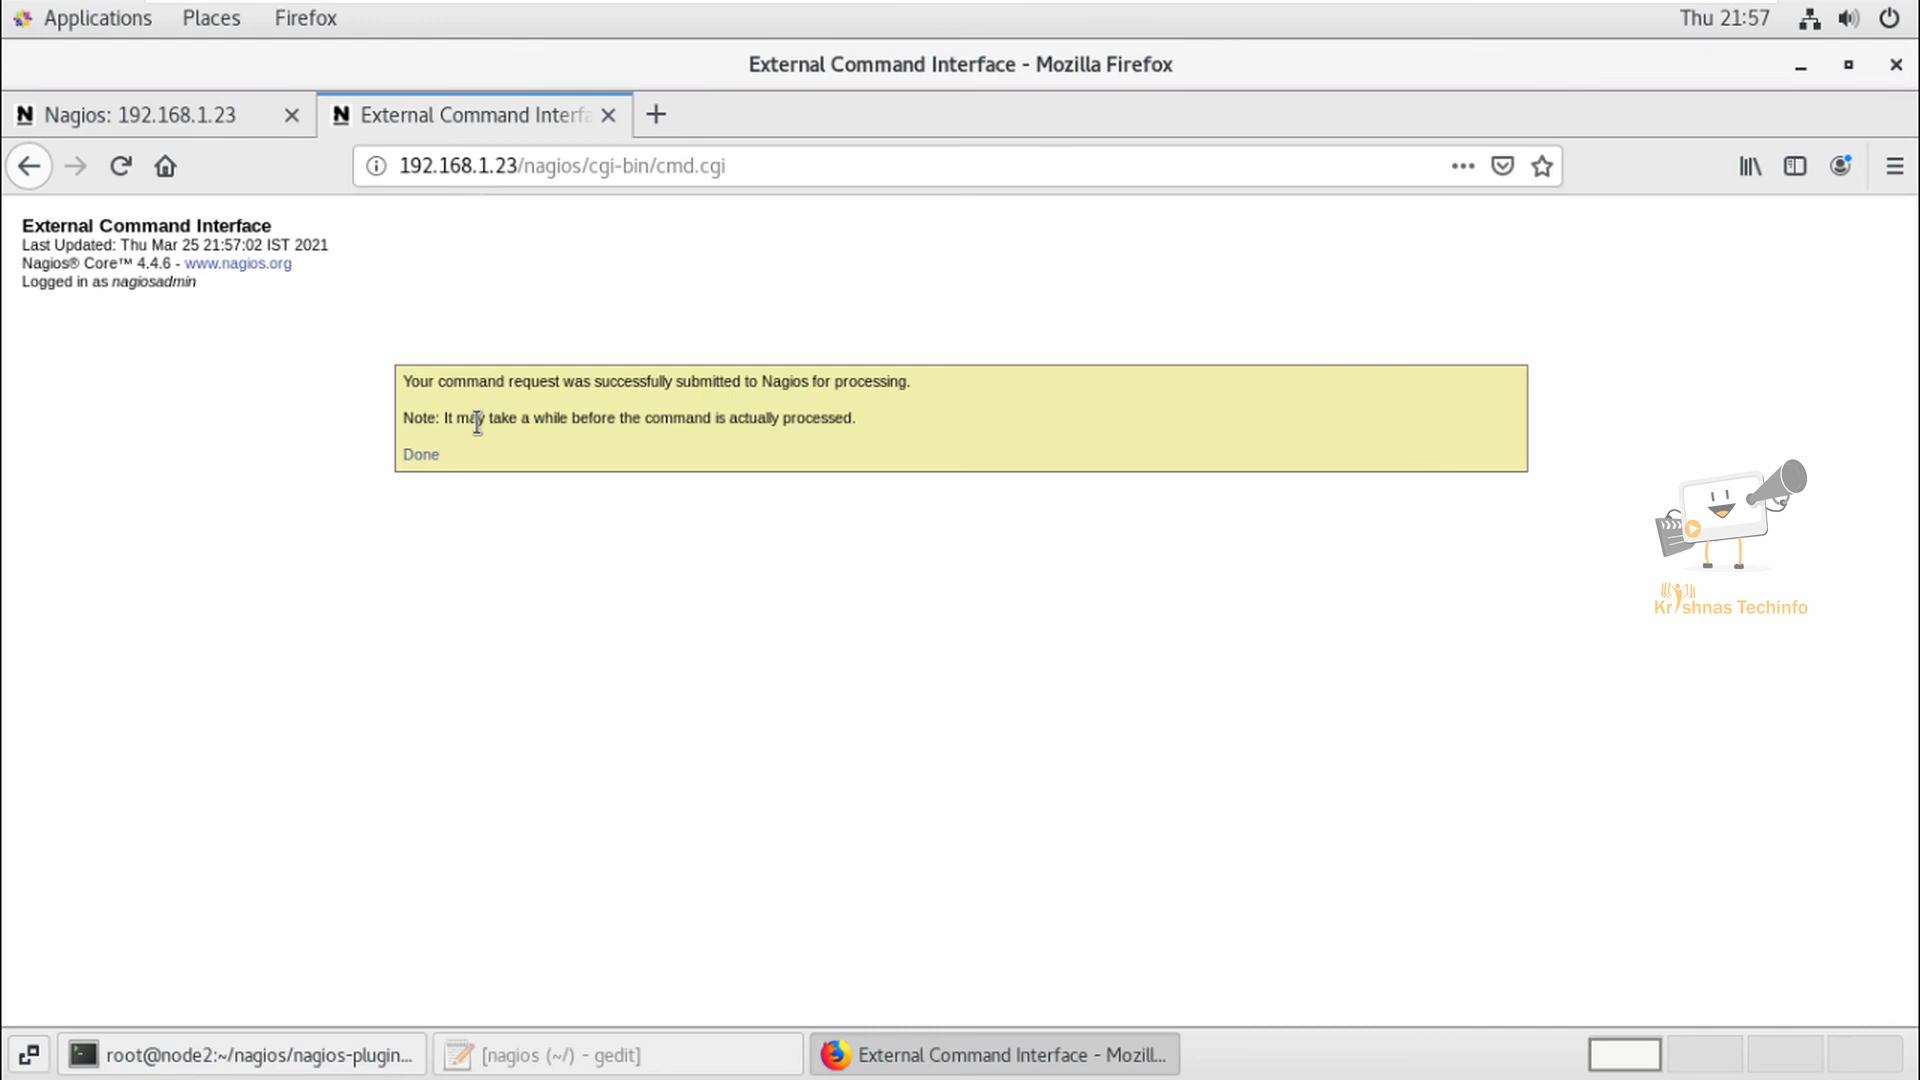 Applications Places Firefox Thu 21:57
External Command Interface - Mozilla Firefox
Nagios: 192.168.1.23 External Command Interfa
192.168.1.23/nagios/cgi-bin/cmd.cgi
External Command Interface
Last Updated: Thu Mar 25 21:57:02 IST 2021
Nagios® Core™ 4.4.6 - www.nagios.org
Logged in as nagiosadmin
Your command request was successfully submitted to Nagios for processing.
Note: It may take a while before the command is actually processed.
Done
Krishnas Techinfo
root@node2:~/nagios/nagios-plugin... [nagios (~/) - gedit] External Command Interface - Mozill...